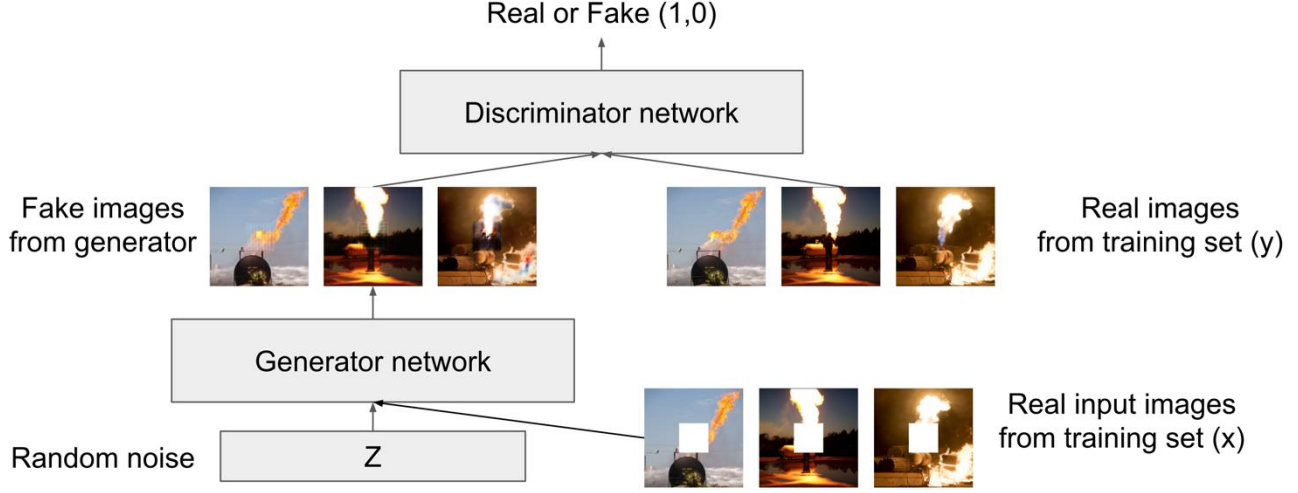 Real or Fake (1,0)
Discriminator network
Fake images
from generator
Real images
from training set (y)
Generator network
Real input images
from training set (x)
Random noise
Z